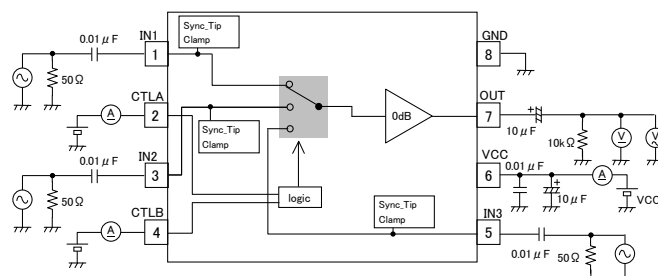 IN1
0.01μF
1
50Ω
Sync_Tip
Clamp
GND
8
CTLA
A
2
Sync_Tip
Clamp
0dB
OUT
7
+
10μF
10kΩ
V
V
IN2
0.01μF
3
50Ω
VCC
6
0.01μF
+
10μF
A
VCC
logic
CTLB
A
4
Sync_Tip
Clamp
IN3
5
0.01μF
50Ω